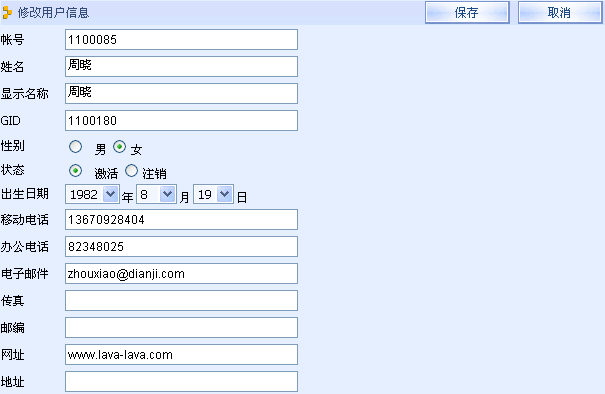 修改用户信息 保存 取消
帐号 1100085
姓名 周晓
显示名称 周晓
GID 1100180
性别 男 女
状态 激活 注销
出生日期 1982 年 8 月 19 日
移动电话 13670928404
办公电话 82348025
电子邮件 zhouxiao@dianji.com
传真
邮编
网址 www.lava-lava.com
地址